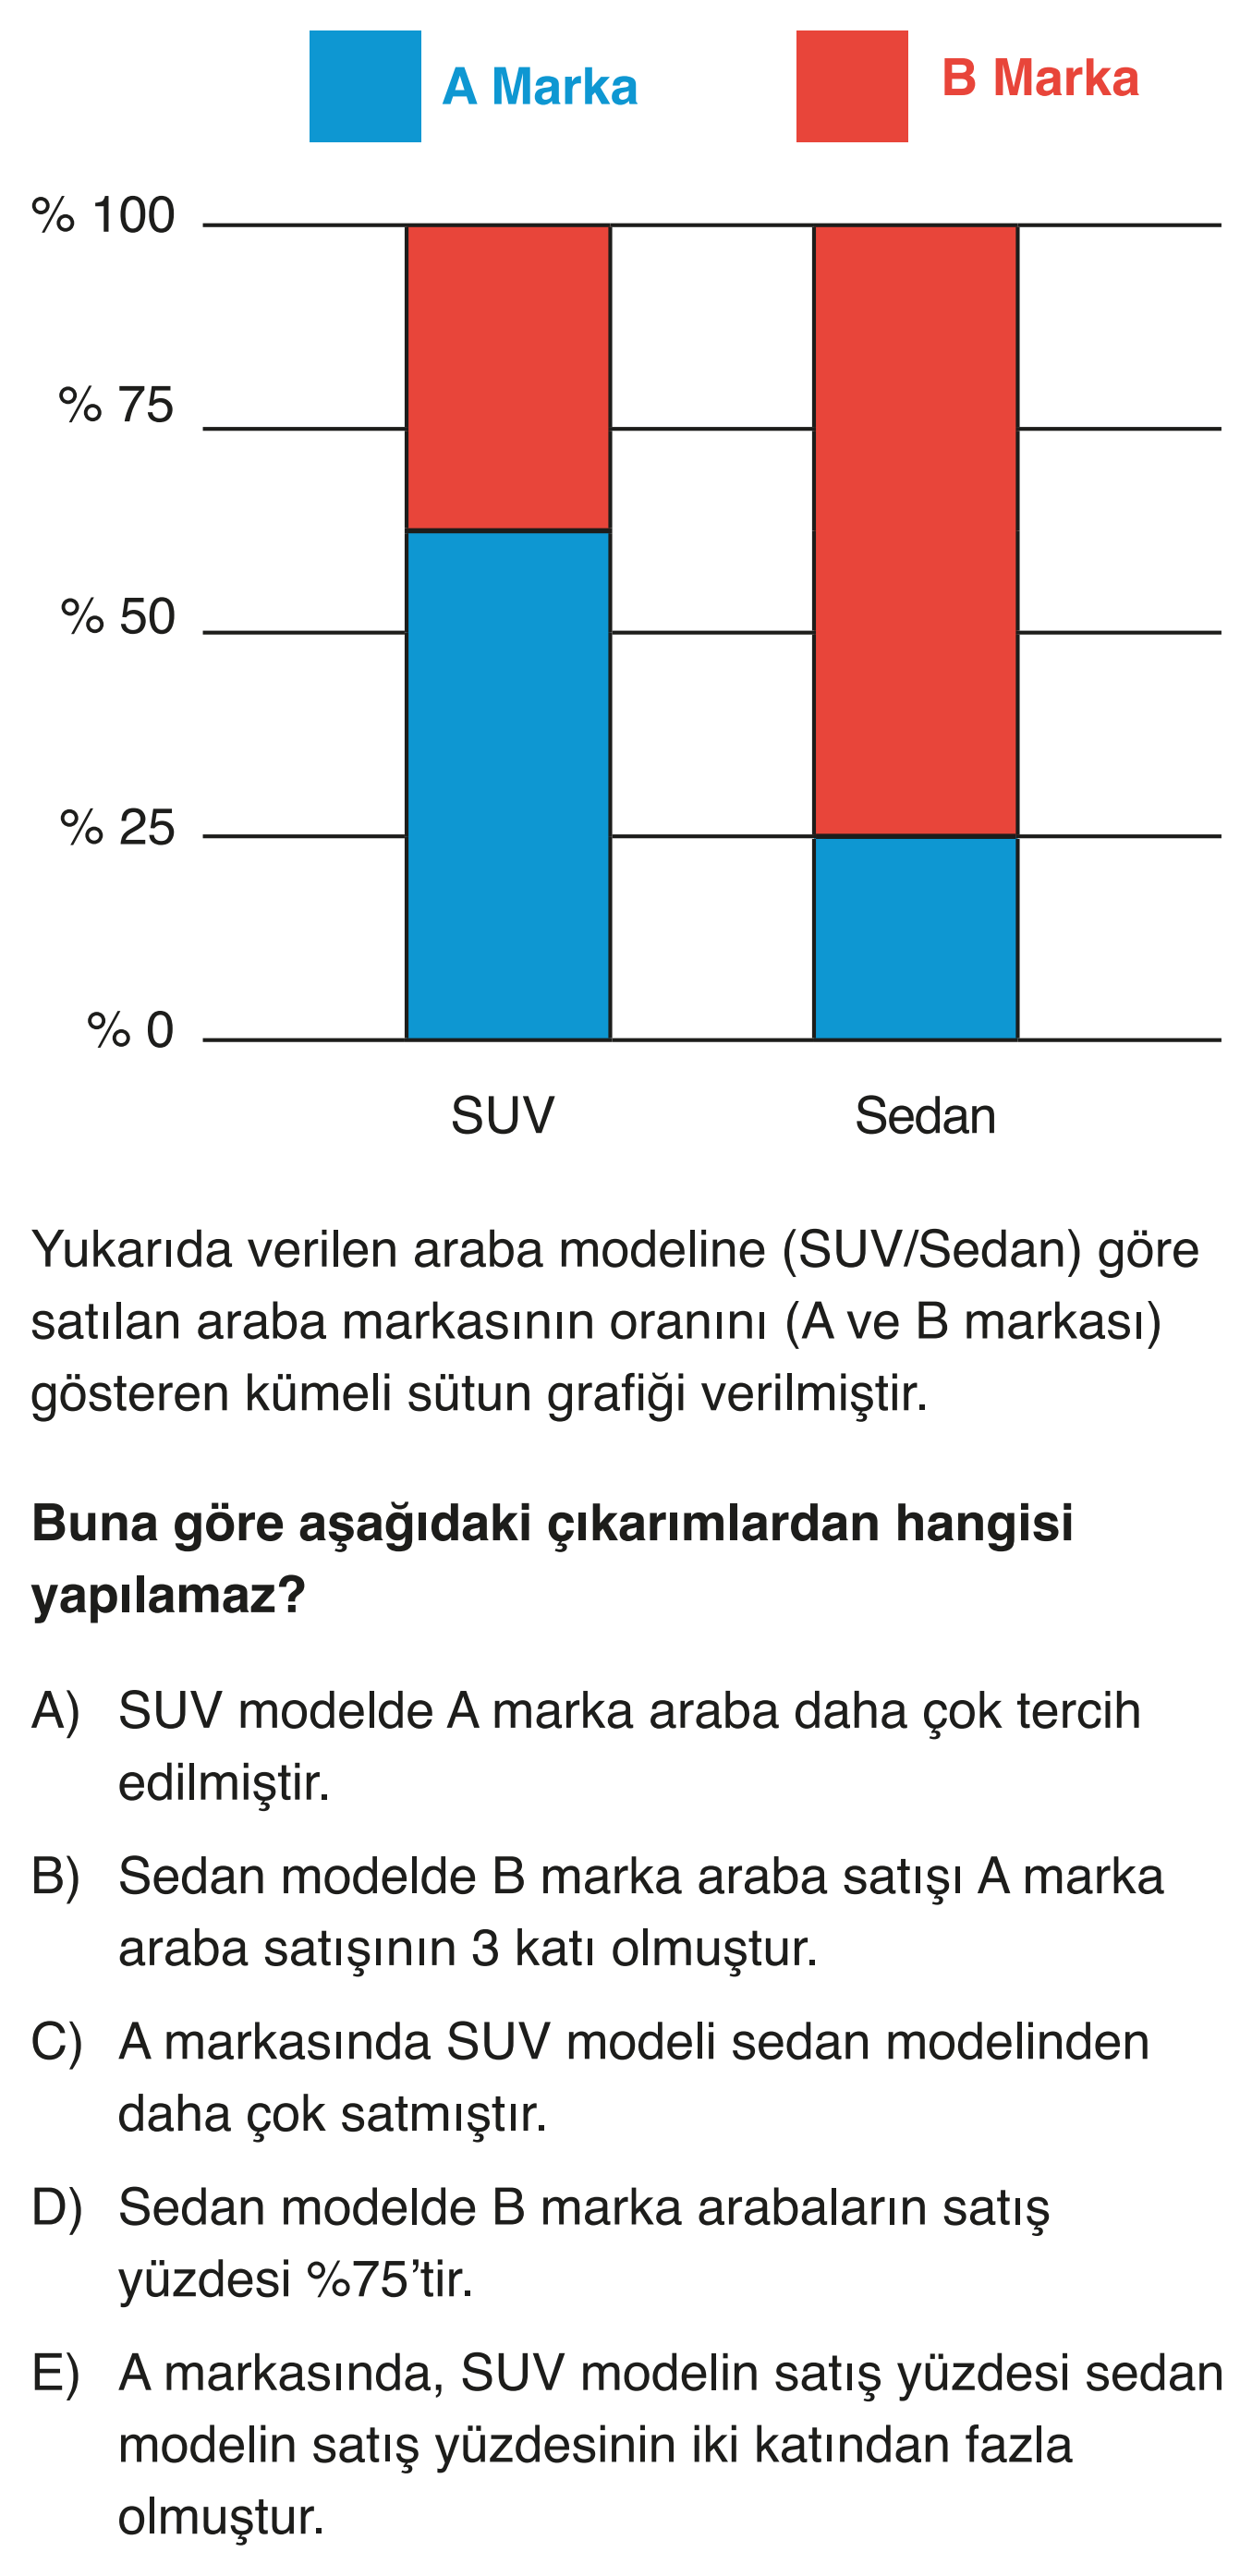 A Marka
B Marka
% 100
% 75
% 50
% 25
% 0
SUV
Sedan
Yukarıda verilen araba modeline (SUV/Sedan) göre
satılan araba markasının oranını (A ve B markası)
gösteren kümeli sütun grafiği verilmiştir.
Buna göre aşağıdaki çıkarımlardan hangisi
yapılamaz?
A) SUV modelde A marka araba daha çok tercih
edilmiştir.
B) Sedan modelde B marka araba satışı A marka
araba satışının 3 katı olmuştur.
C) A markasında SUV modeli sedan modelinden
daha çok satmıştır.
D) Sedan modelde B marka arabaların satış
yüzdesi %75’tir.
E) A markasında, SUV modelin satış yüzdesi sedan
modelin satış yüzdesinin iki katından fazla
olmuştur.